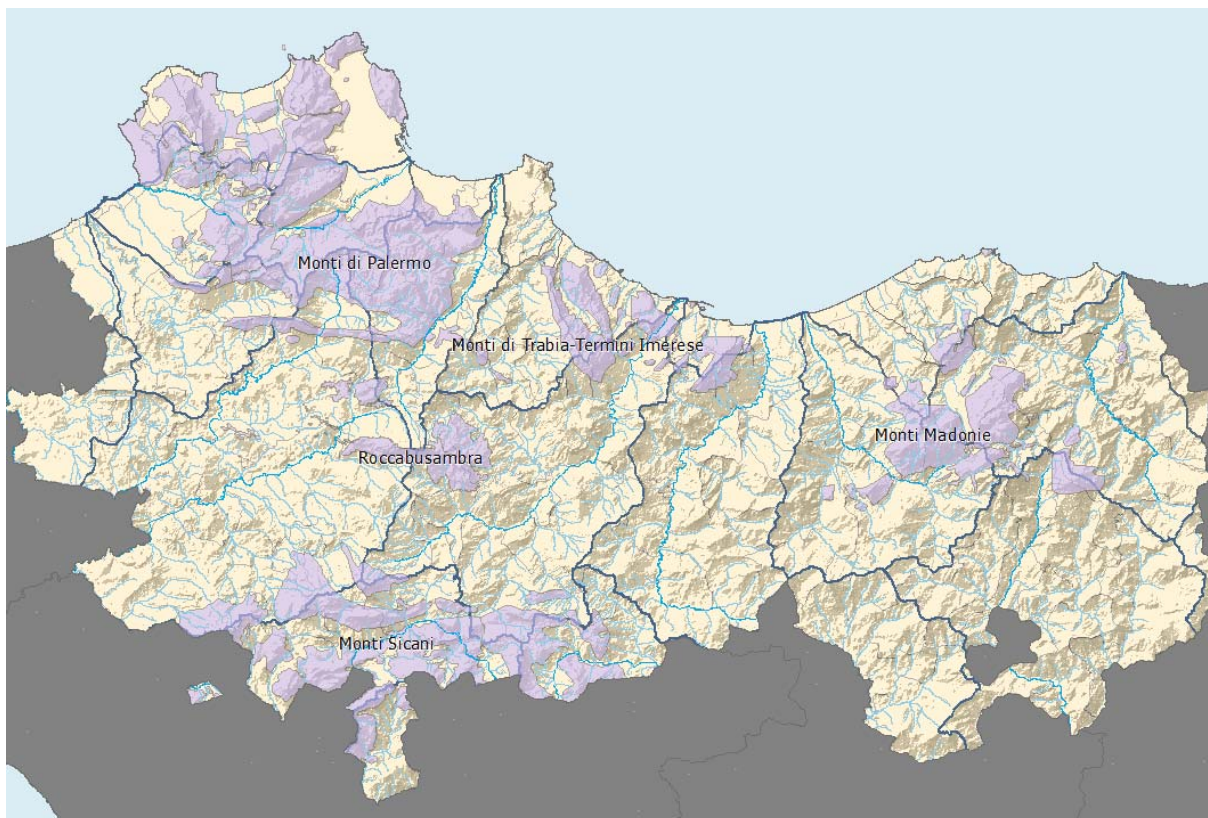 Monti di Palermo
Monti di Trabia-Termini Imerese
Monti Madonie
Roccabusambra
Monti Sicani